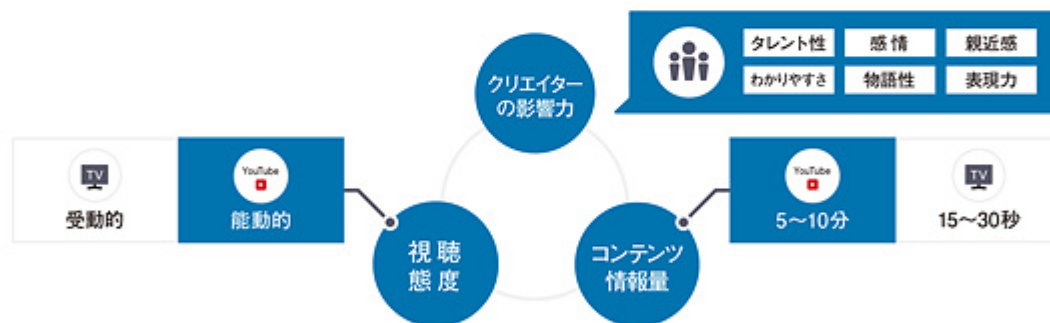 クリエイター
の影響力
タレント性
感情
親近感
わかりやすさ
物語性
表現力
TV
受動的
YouTube
能動的
視聴
態度
コンテンツ
情報量
YouTube
5〜10分
TV
15〜30秒